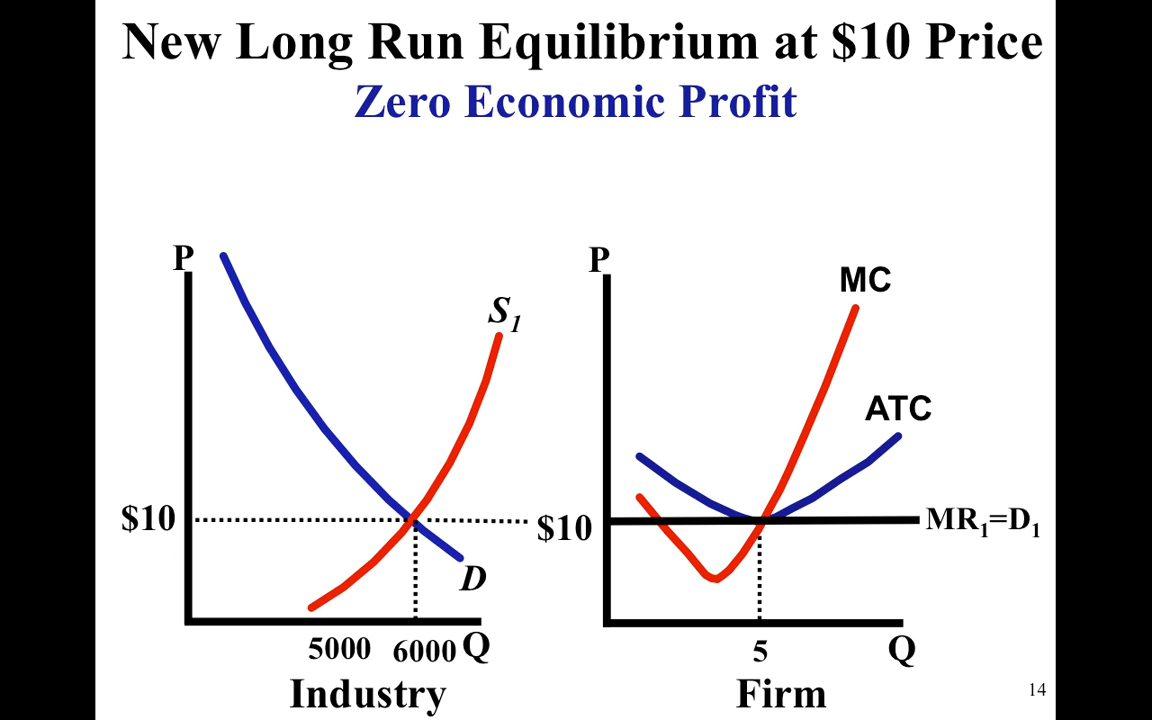 New Long Run Equilibrium at $10 Price
Zero Economic Profit
P
S1
$10
D
5000 6000 Q
Industry
P
MC
ATC
$10
MR1=D1
5
Q
Firm
14